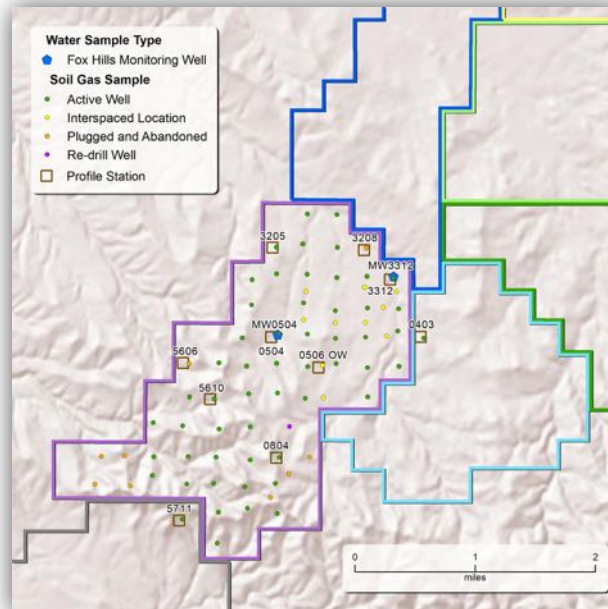 Water Sample Type
Fox Hills Monitoring Well
Soil Gas Sample
Active Well
Interspaced Location
Plugged and Abandoned
Re-drill Well
Profile Station
3205
3208
MW3312
3312
MW0504
0504
0403
5606
0506 OW
5610
0804
5711
0 1 2
miles